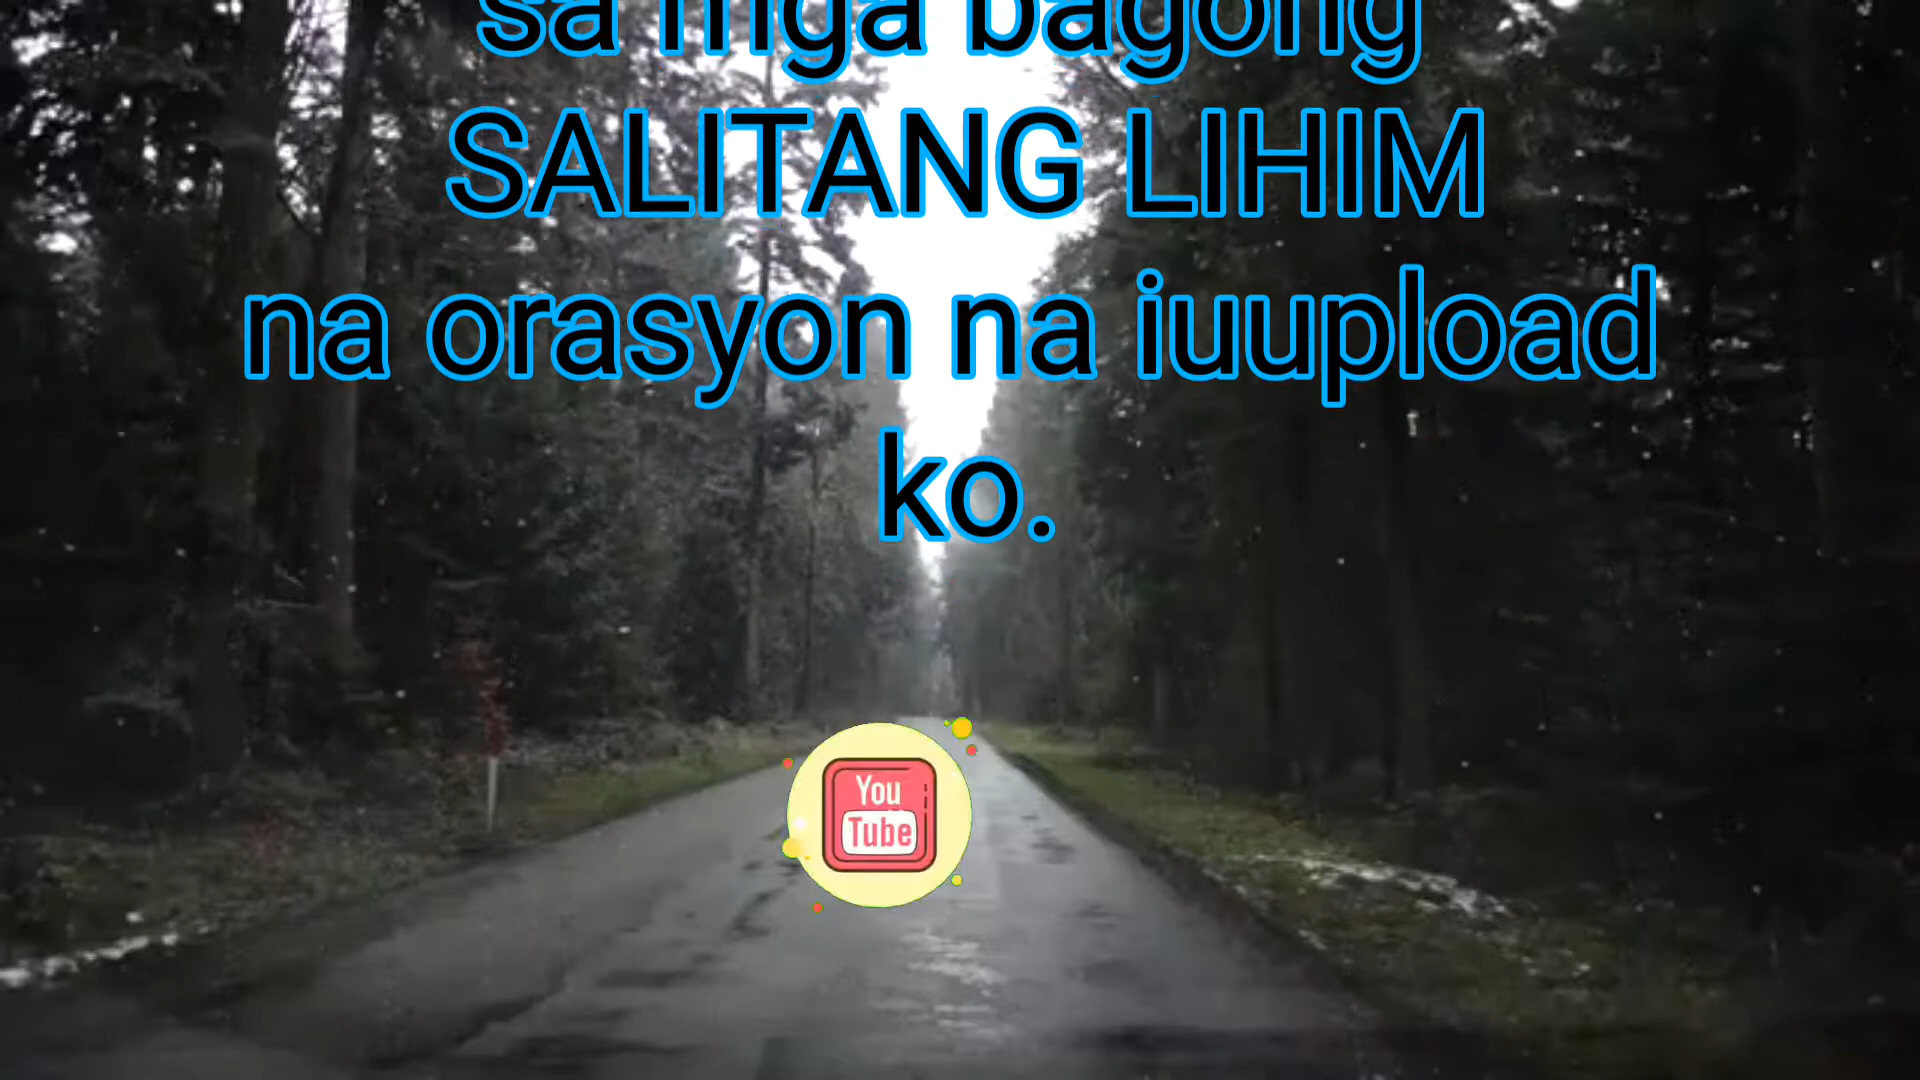 sa mga bagong
SALITANG LIHIM
na orasyon na iuupload
ko.
You
Tube